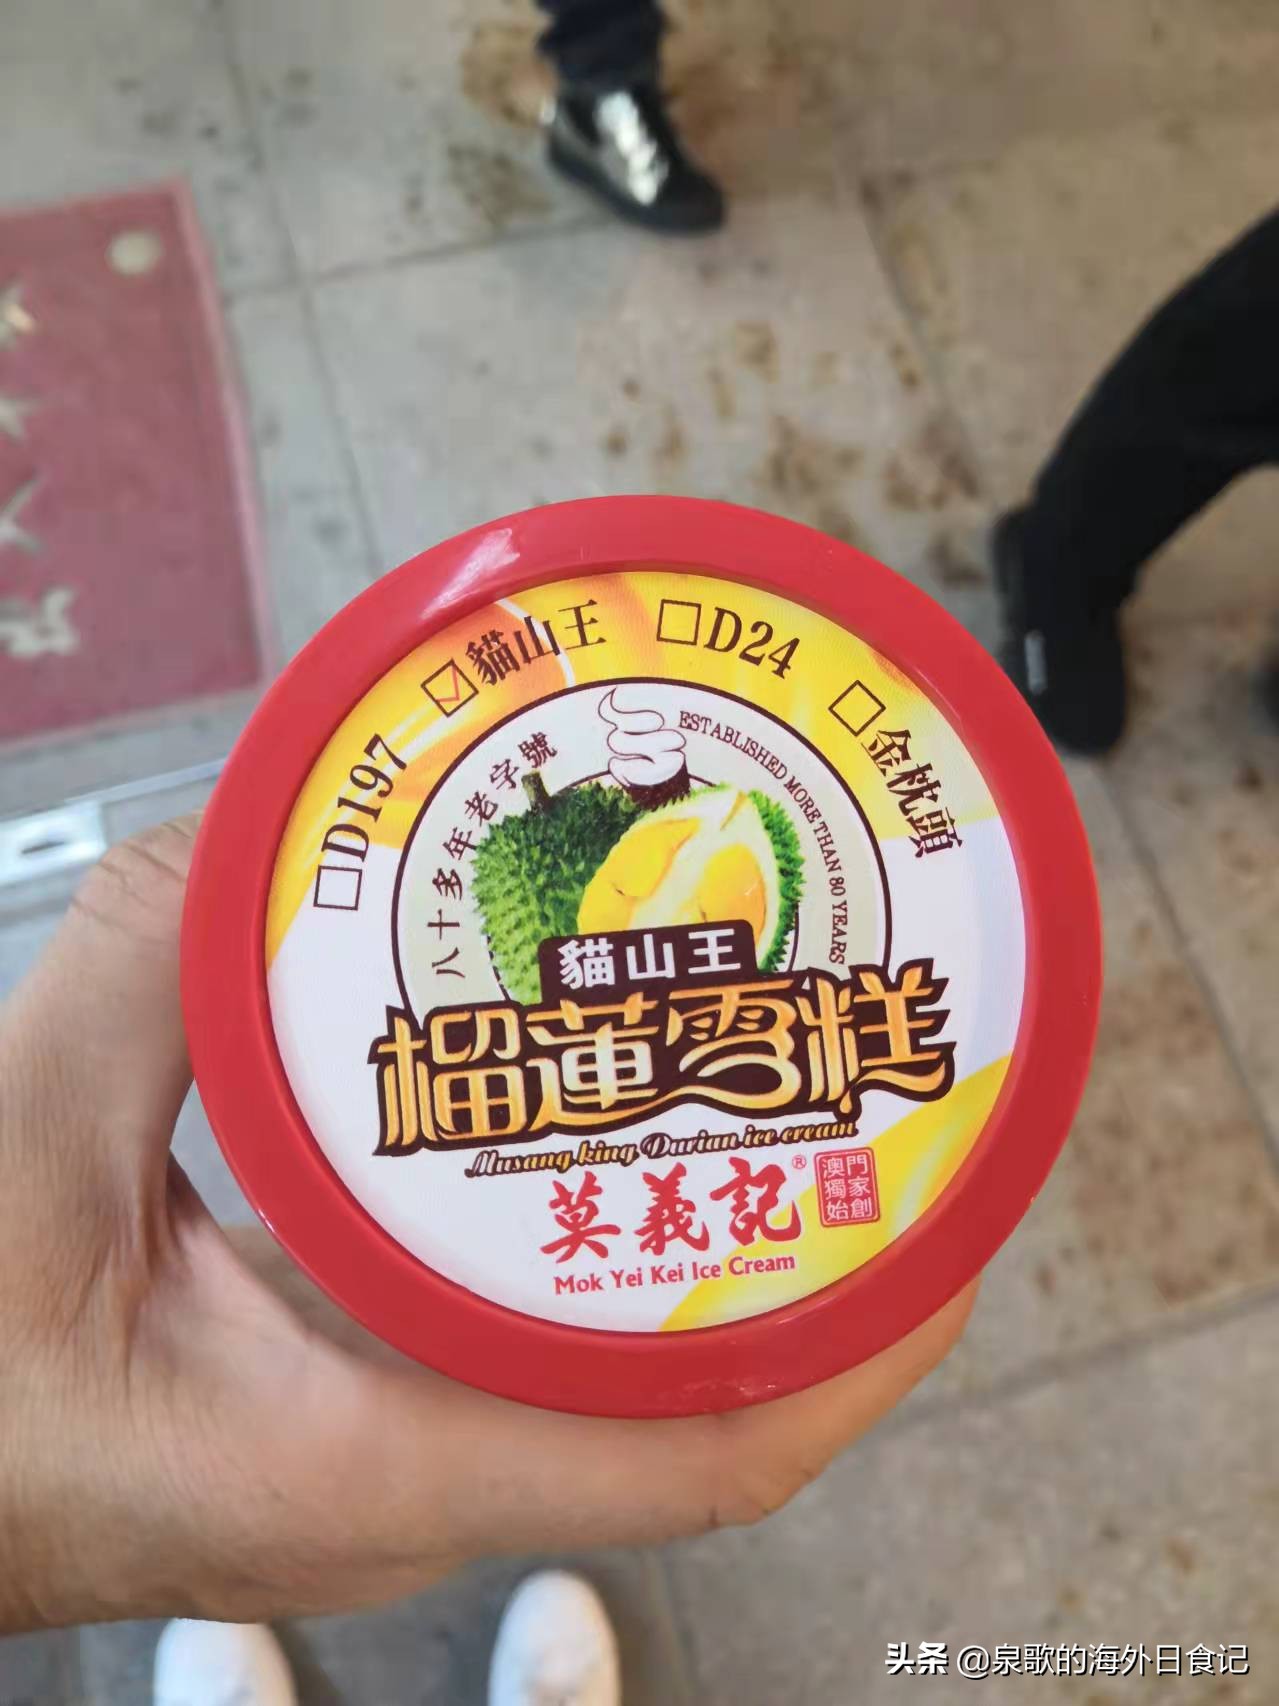 D197
貓山王
D24
金枕頭
八十多年老字號
ESTABLISHED MORE THAN 80 YEARS
貓山王
榴蓮雪糕
Musang king Durian ice cream
莫義記®
澳門
獨家
始創
Mok Yei Kei Ice Cream
头条 @泉歌的海外日食记